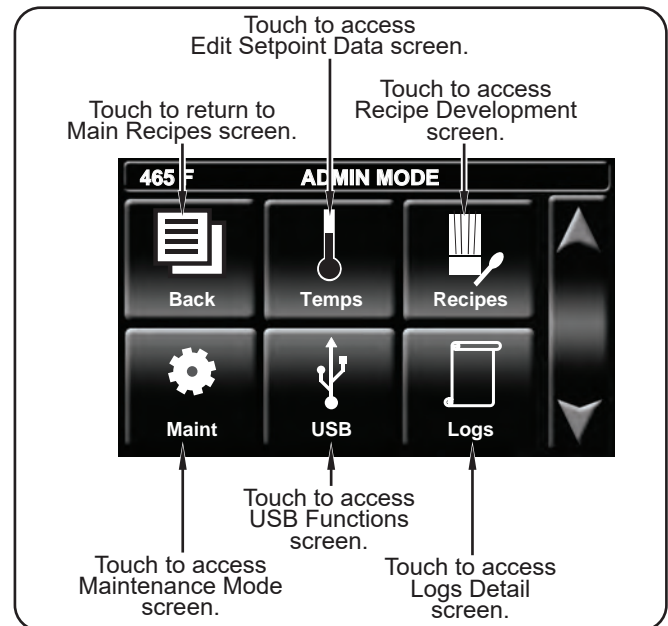 Touch to access
Edit Setpoint Data screen.
Touch to access
Recipe Development
screen.
Touch to return to
Main Recipes screen.
465 F
ADMIN MODE
Back
Temps
Recipes
Maint
USB
Logs
Touch to access
USB Functions
screen.
Touch to access
Maintenance Mode
screen.
Touch to access
Logs Detail
screen.